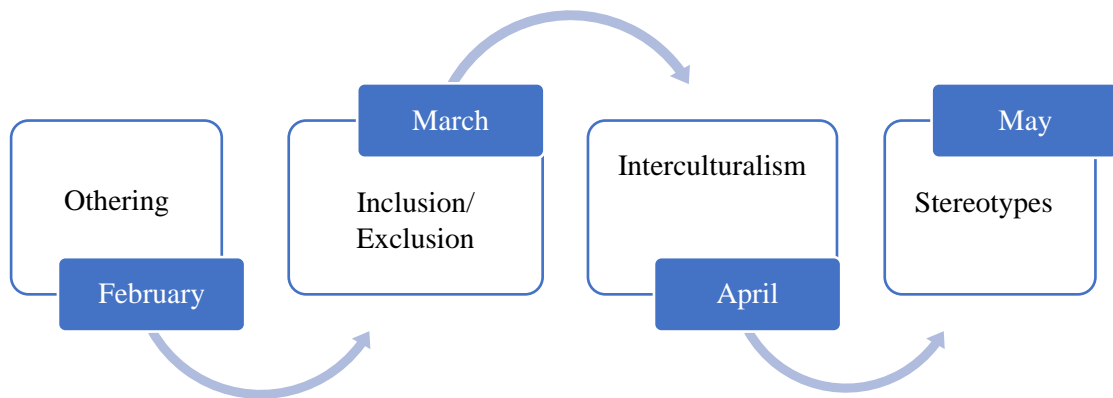 Othering
February
March
Inclusion/
Exclusion
Interculturalism
April
May
Stereotypes